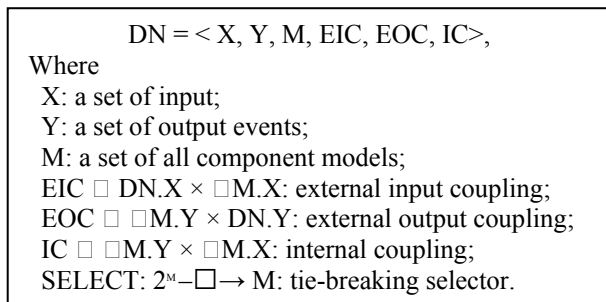 DN = < X, Y, M, EIC, EOC, IC>,
Where
X: a set of input;
Y: a set of output events;
M: a set of all component models;
EIC □ DN.X × □M.X: external input coupling;
EOC □ □M.Y × DN.Y: external output coupling;
IC □ □M.Y × □M.X: internal coupling;
SELECT: 2ᴹ−□→ M: tie-breaking selector.